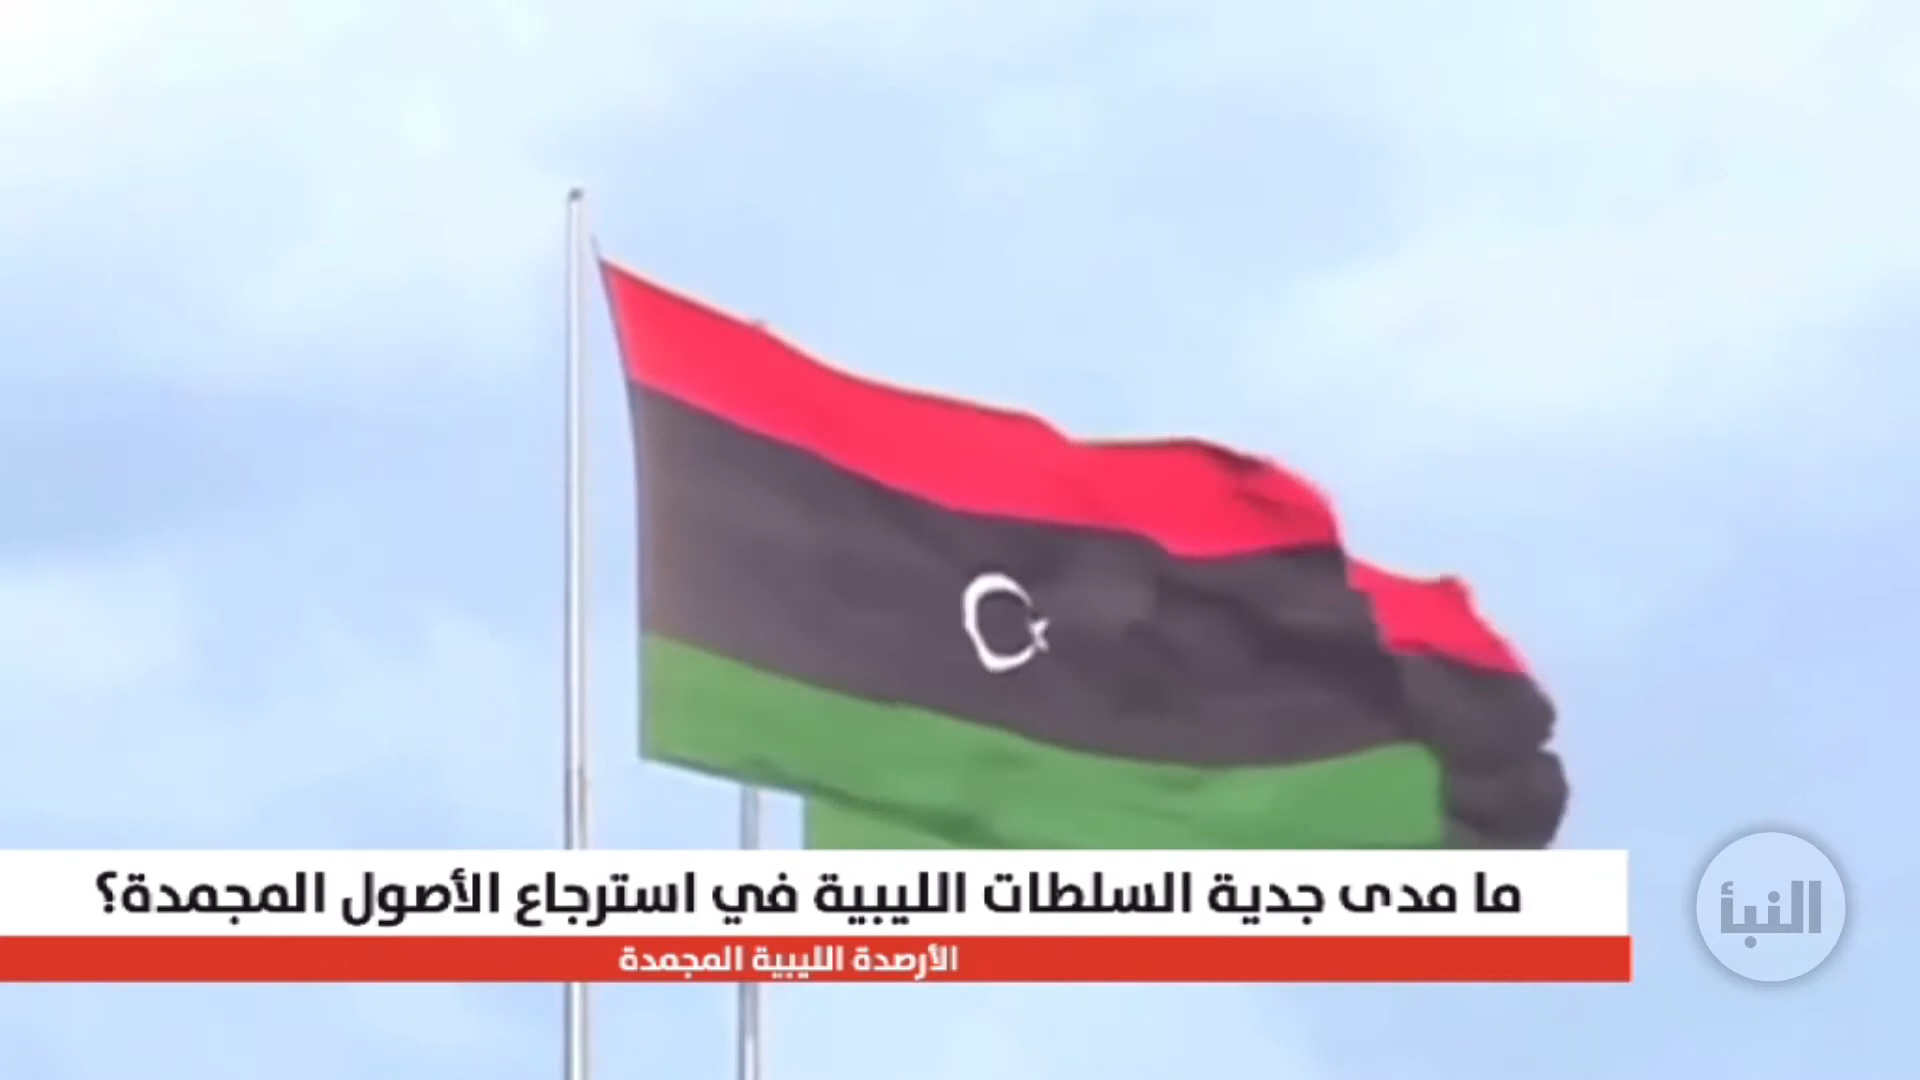 ما مدى جدية السلطات الليبية في استرجاع الأصول المجمدة؟
الأرصدة الليبية المجمدة
النبأ